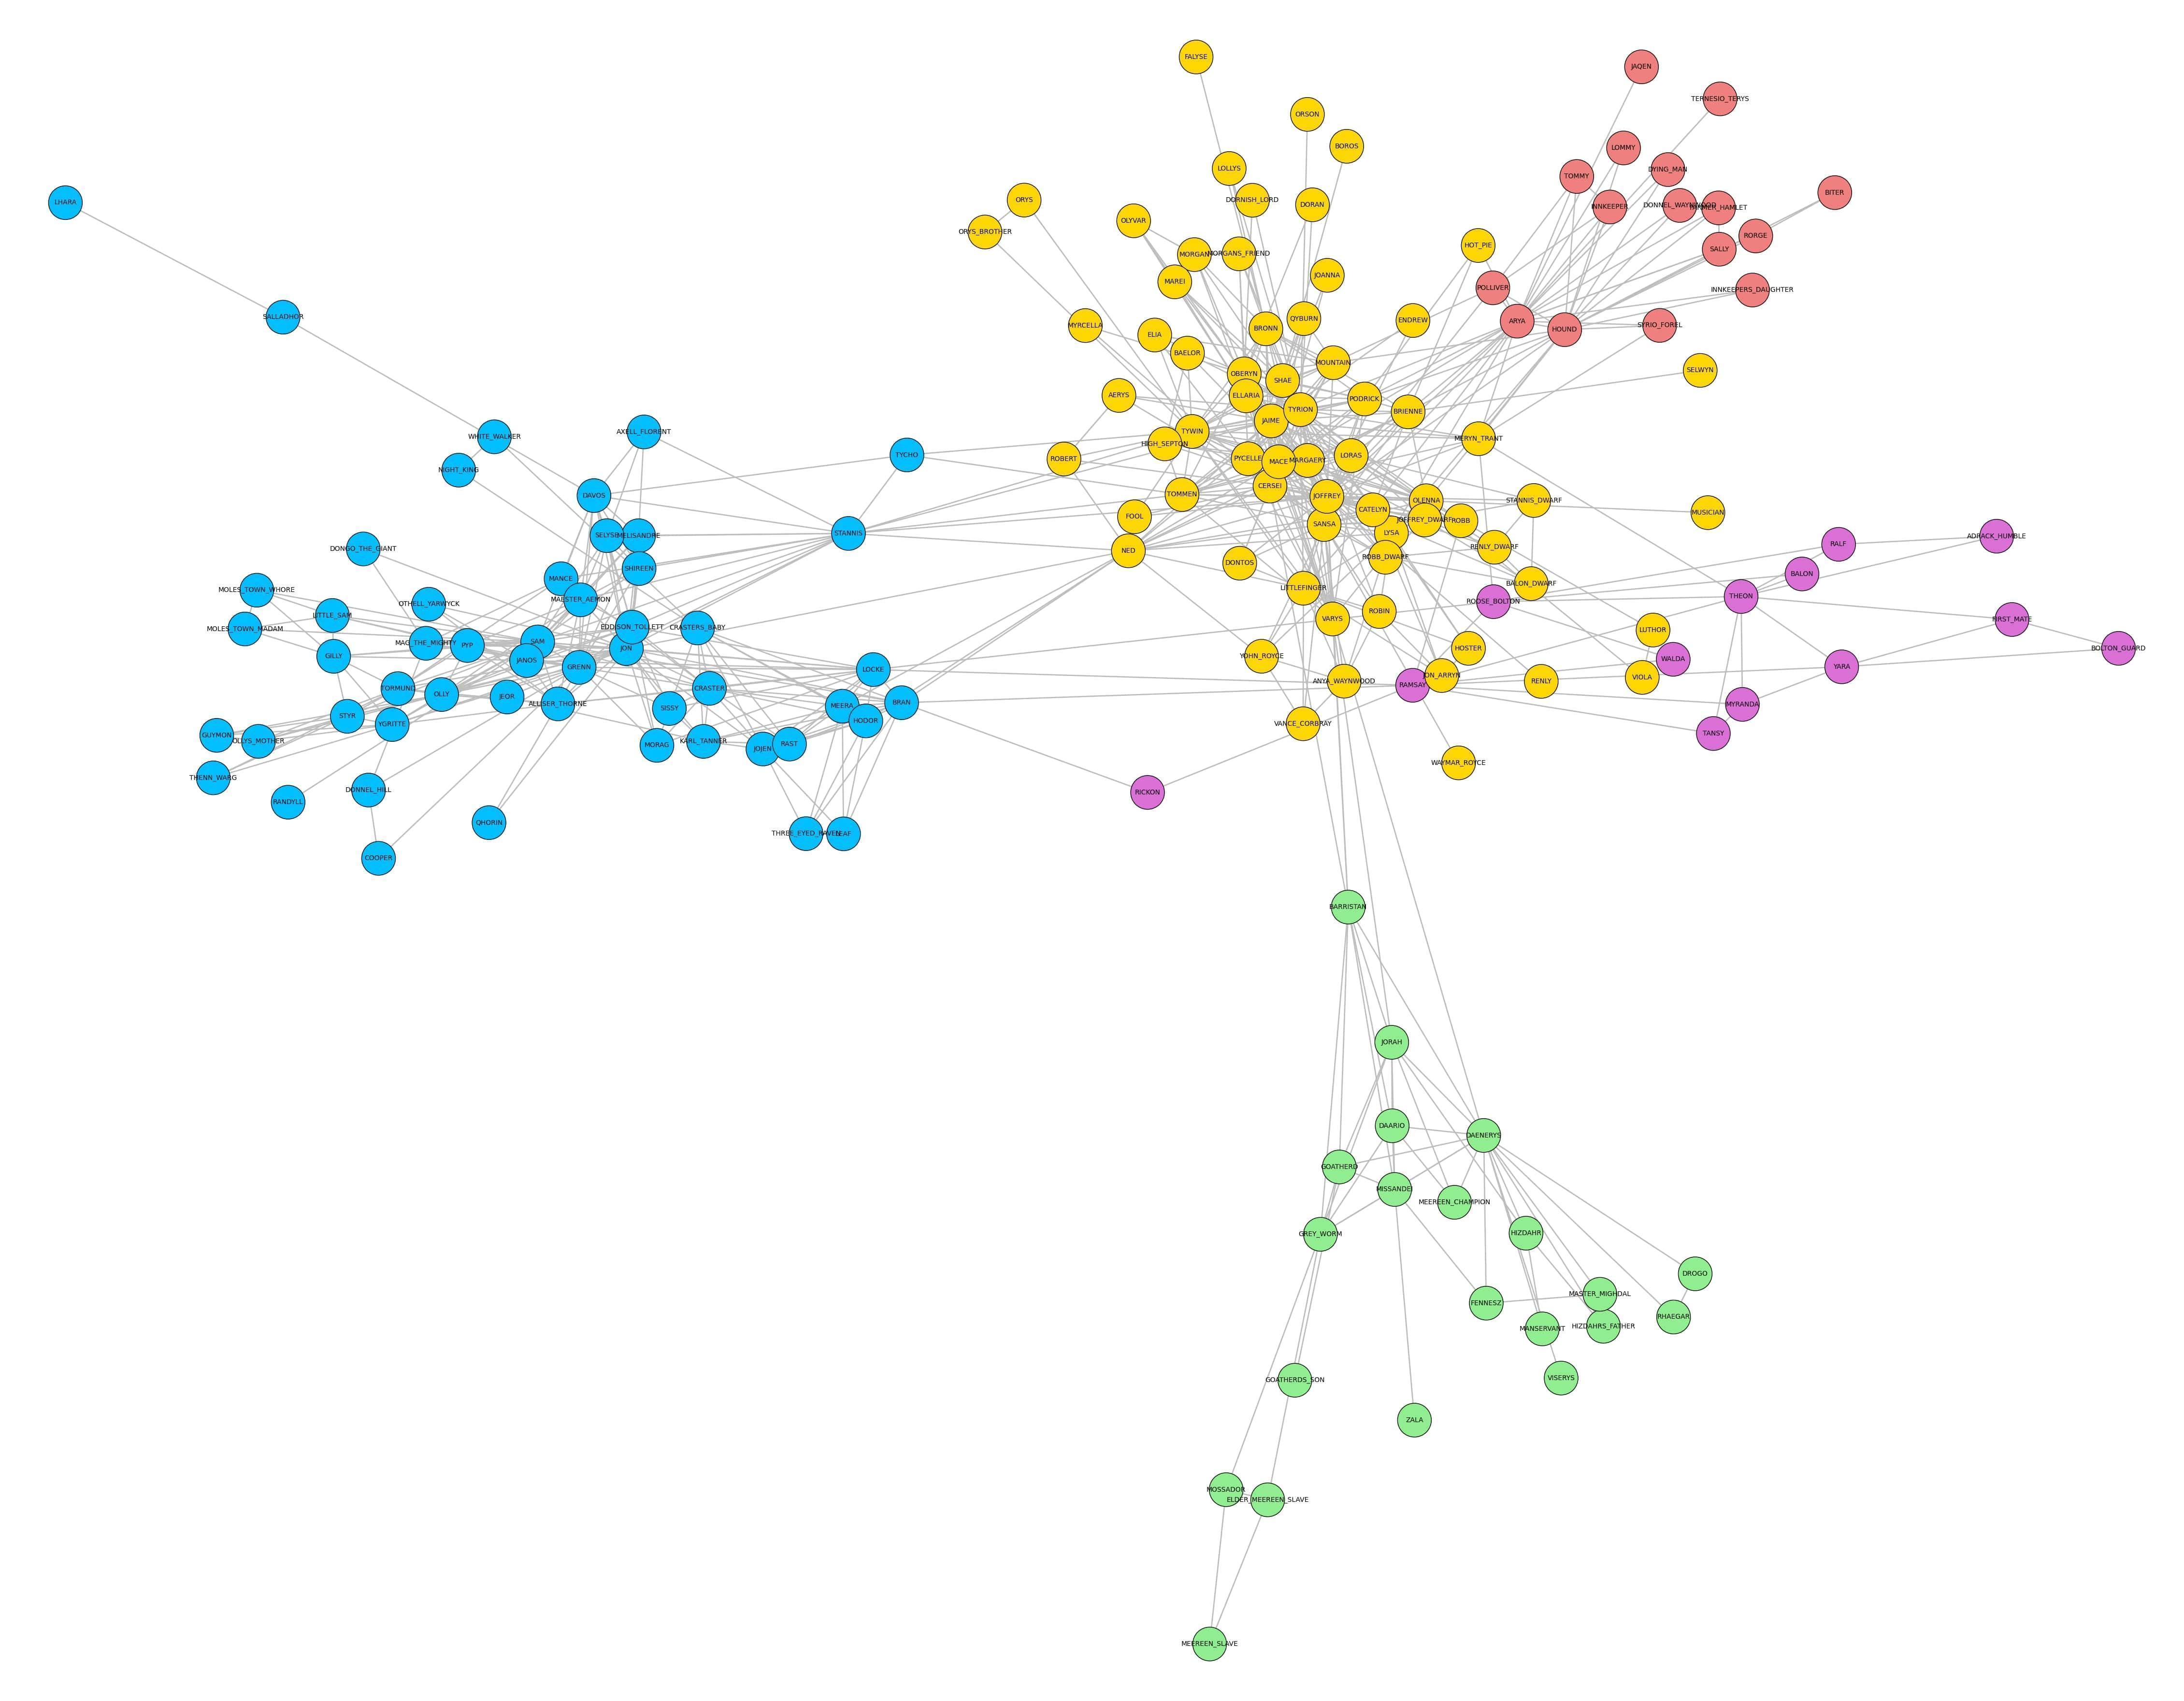 FALYSE
JAQEN
TERNESIO_TERYS
ORSON
BOROS
LOMMY
DYING_MAN
LOLLYS
TOMMY
BITER
LHARA
ORYS
DORNISH_LORD
DORAN
INNKEEPER
OLYVAR
ORYS_BROTHER
RORGE
HOT_PIE
SALLY
MORGANS_FRIEND
JOANNA
MAREI
POLLIVER
INNKEEPERS_DAUGHTER
SALLADHOR
MYRCELLA
ELIA
BRONN
QYBURN
ENDREW
ARYA
HOUND
SYRIO_FOREL
BAELOR
MOUNTAIN
OBERYN
SHAE
SELWYN
AERYS
ELLARIA
PODRICK
TYRION
BRIENNE
JAIME
AXELL_FLORENT
TYWIN
WHITE_WALKER
HIGH_SEPTON
MERYN_TRANT
TYCHO
ROBERT
PYCELLE
MACE
MARGAERY
LORAS
NIGHT_KING
DAVOS
TOMMEN
CERSEI
JOFFREY
OLENNA
STANNIS_DWARF
FOOL
CATELYN
JOFFREY_DWARF
ROBB
MUSICIAN
SELYSE
MELISANDRE
STANNIS
SANSA
LYSA
ADRACK_HUMBLE
DONGO_THE_GIANT
NED
RENLY_DWARF
RALF
DONTOS
ROBB_DWARF
SHIREEN
MANCE
BALON
MOLES_TOWN_WHORE
LITTLEFINGER
BALON_DWARF
MAESTER_AEMON
OTHELL_YARWYCK
ROOSE_BOLTON
THEON
LITTLE_SAM
VARYS
ROBIN
FIRST_MATE
MOLES_TOWN_MADAM
EDDISON_TOLLETT
CRASTERS_BABY
LUTHOR
MAG_THE_MIGHTY
PYP
SAM
JON
HOSTER
BOLTON_GUARD
GILLY
JANOS
GRENN
YOHN_ROYCE
WALDA
YARA
LOCKE
ANYA_WAYNWOOD
RAMSAY
JON_ARRYN
RENLY
VIOLA
TORMUND
OLLY
JEOR
CRASTER
ALLISER_THORNE
SISSY
MEERA
BRAN
MYRANDA
STYR
YGRITTE
HODOR
VANCE_CORBRAY
GUYMON
OLLYS_MOTHER
MORAG
KARL_TANNER
JOJEN
RAST
TANSY
WAYMAR_ROYCE
THENN_WARG
DONNEL_HILL
RICKON
RANDYLL
QHORIN
THREE_EYED_RAVEN
LEAF
COOPER
BARRISTAN
JORAH
DAARIO
DAENERYS
GOATHERD
MISSANDEI
MEEREEN_CHAMPION
GREY_WORM
HIZDAHR
DROGO
MASTER_MIGHDAL
FENNESZ
RHAEGAR
MANSERVANT
HIZDAHRS_FATHER
GOATHERDS_SON
VISERYS
ZALA
MOSSADOR
ELDER_MEEREEN_SLAVE
MEEREEN_SLAVE